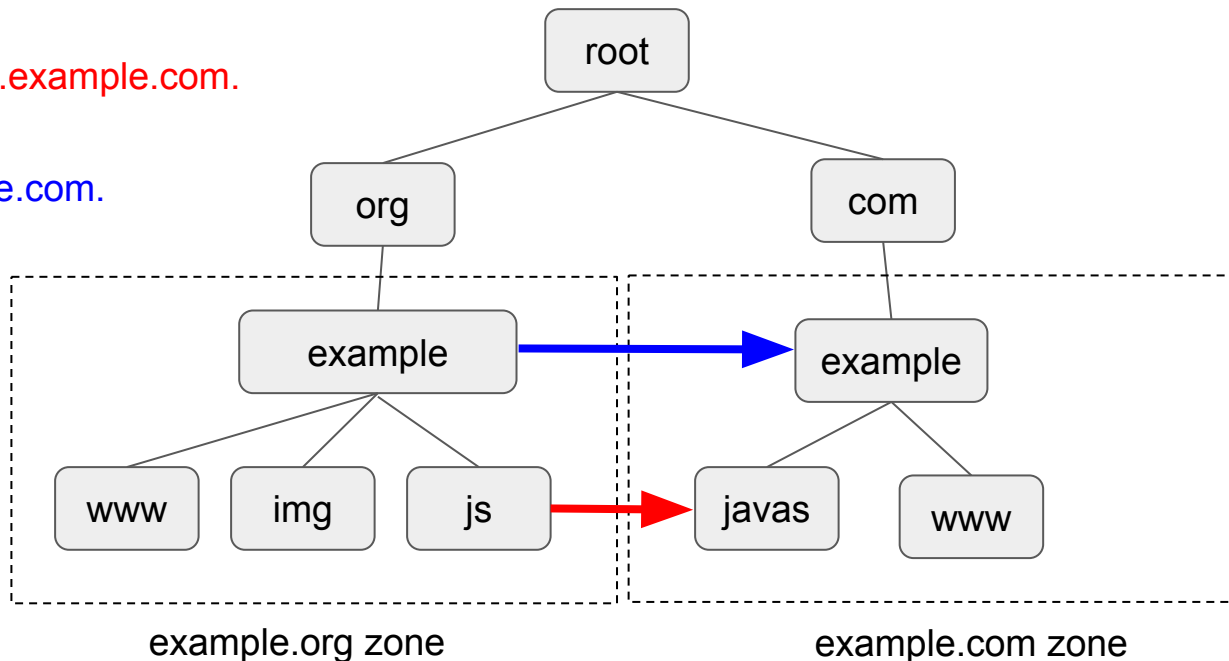 root
.example.com.
e.com.
org
com
example
example
www
img
js
javas
www
example.org zone
example.com zone